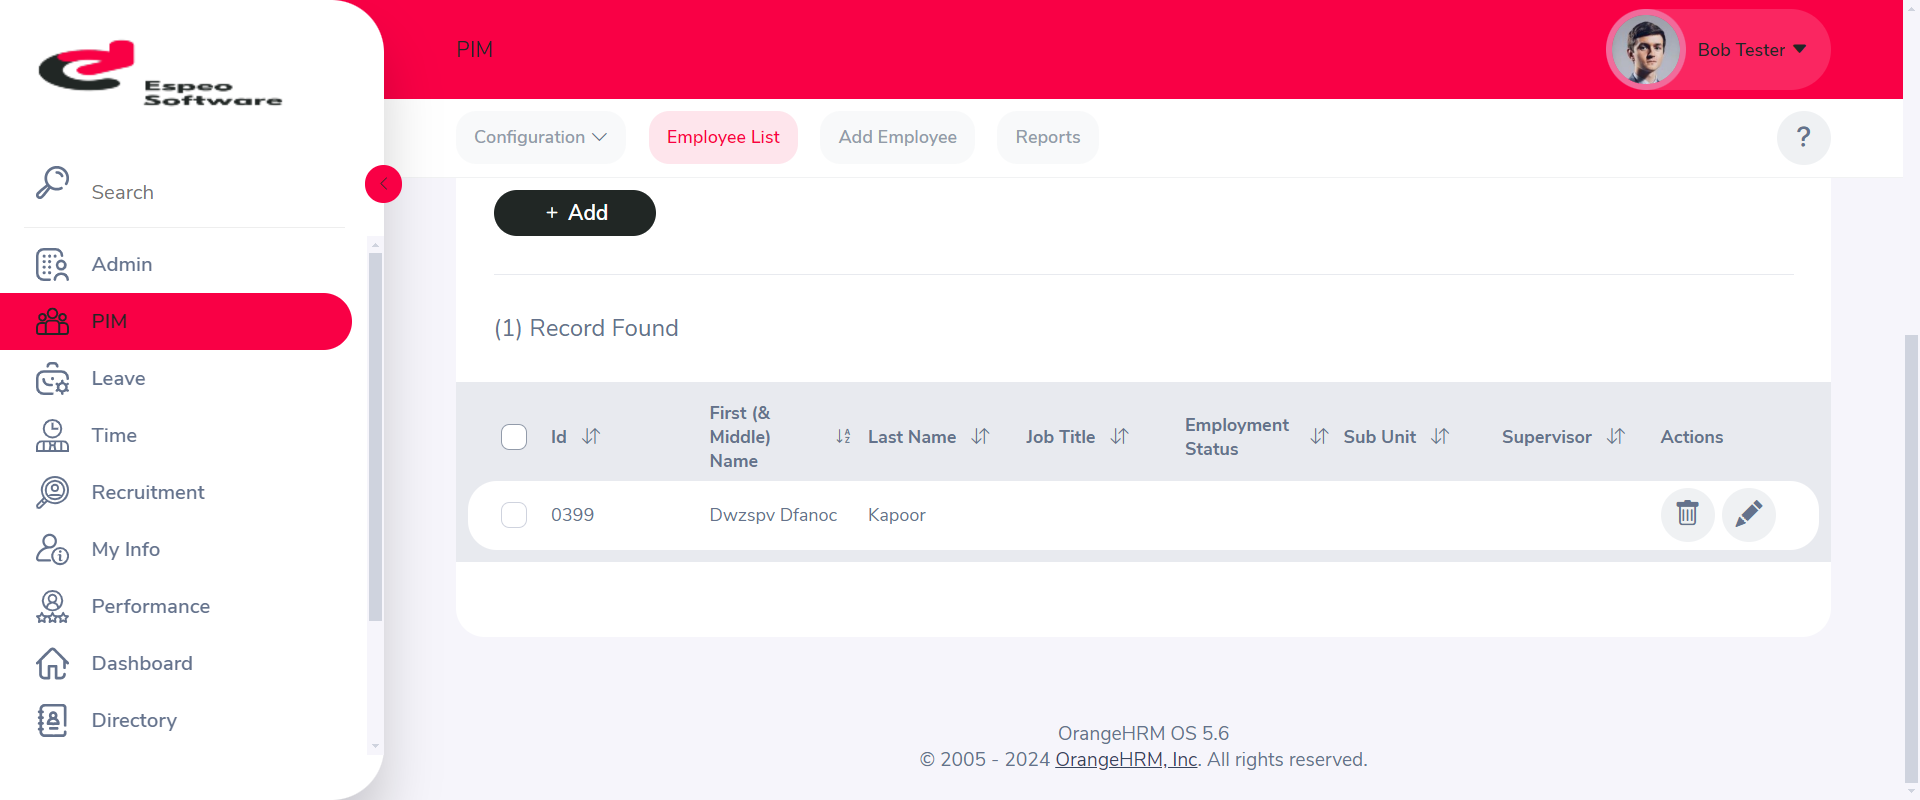 Espeo
Software
PIM
Bob Tester
Search
Configuration
Employee List
Add Employee
Reports
?
Admin
PIM
Leave
Time
Recruitment
My Info
Performance
Dashboard
Directory
+ Add
(1) Record Found
Id
First (& Middle) Name
Last Name
Job Title
Employment Status
Sub Unit
Supervisor
Actions
0399
Dwzspv Dfanoc
Kapoor
OrangeHRM OS 5.6
© 2005 - 2024 OrangeHRM, Inc. All rights reserved.